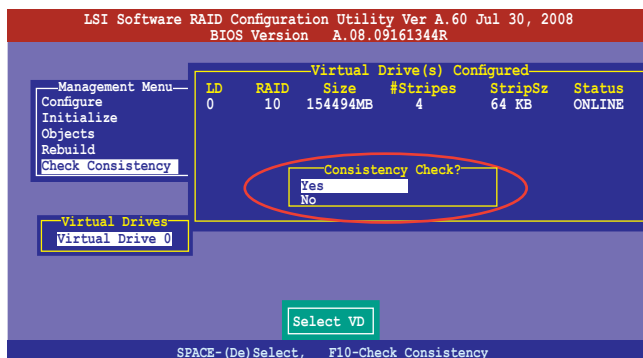 LSI Software RAID Configuration Utility Ver A.60 Jul 30, 2008
BIOS Version A.08.09161344R
Virtual Drive(s) Configured
LD RAID Size #Stripes StripSz Status
0 10 154494MB 4 64 KB ONLINE
Management Menu
Configure
Initialize
Objects
Rebuild
Check Consistency
Consistency Check?
Yes
No
Virtual Drives
Virtual Drive 0
Select VD
SPACE-(De)Select, F10-Check Consistency